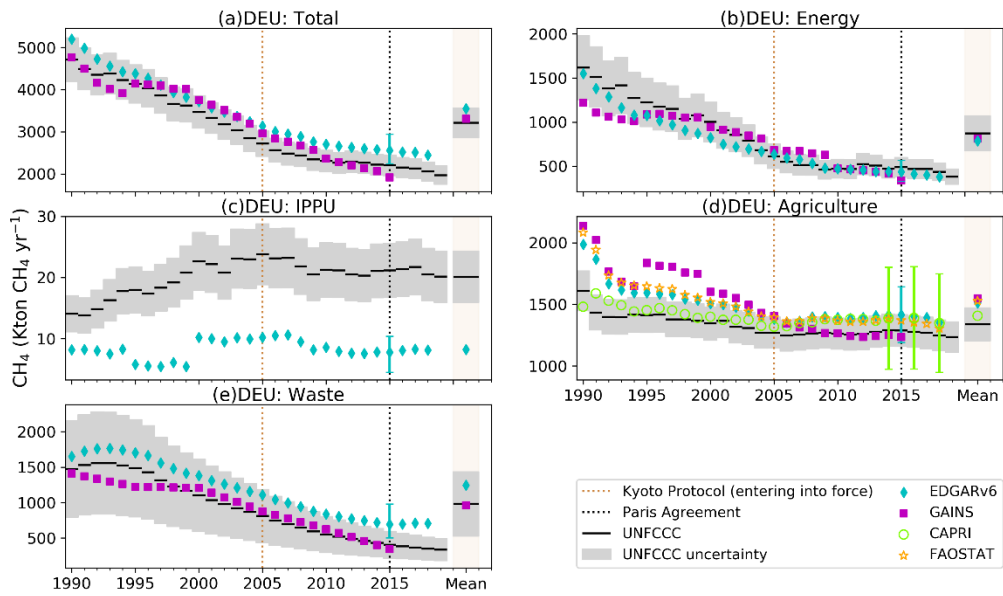 (a)DEU: Total
5000
4000
3000
2000
(b)DEU: Energy
1500
1000
500
(c)DEU: IPPU
30
20
10
CH₄ (Kton CH₄ yr⁻¹)
(d)DEU: Agriculture
2000
1500
1000
1990 1995 2000 2005 2010 2015 Mean
(e)DEU: Waste
2000
1500
1000
500
1990 1995 2000 2005 2010 2015 Mean
Kyoto Protocol (entering into force)
Paris Agreement
UNFCCC
UNFCCC uncertainty
EDGARv6
GAINS
CAPRI
FAOSTAT